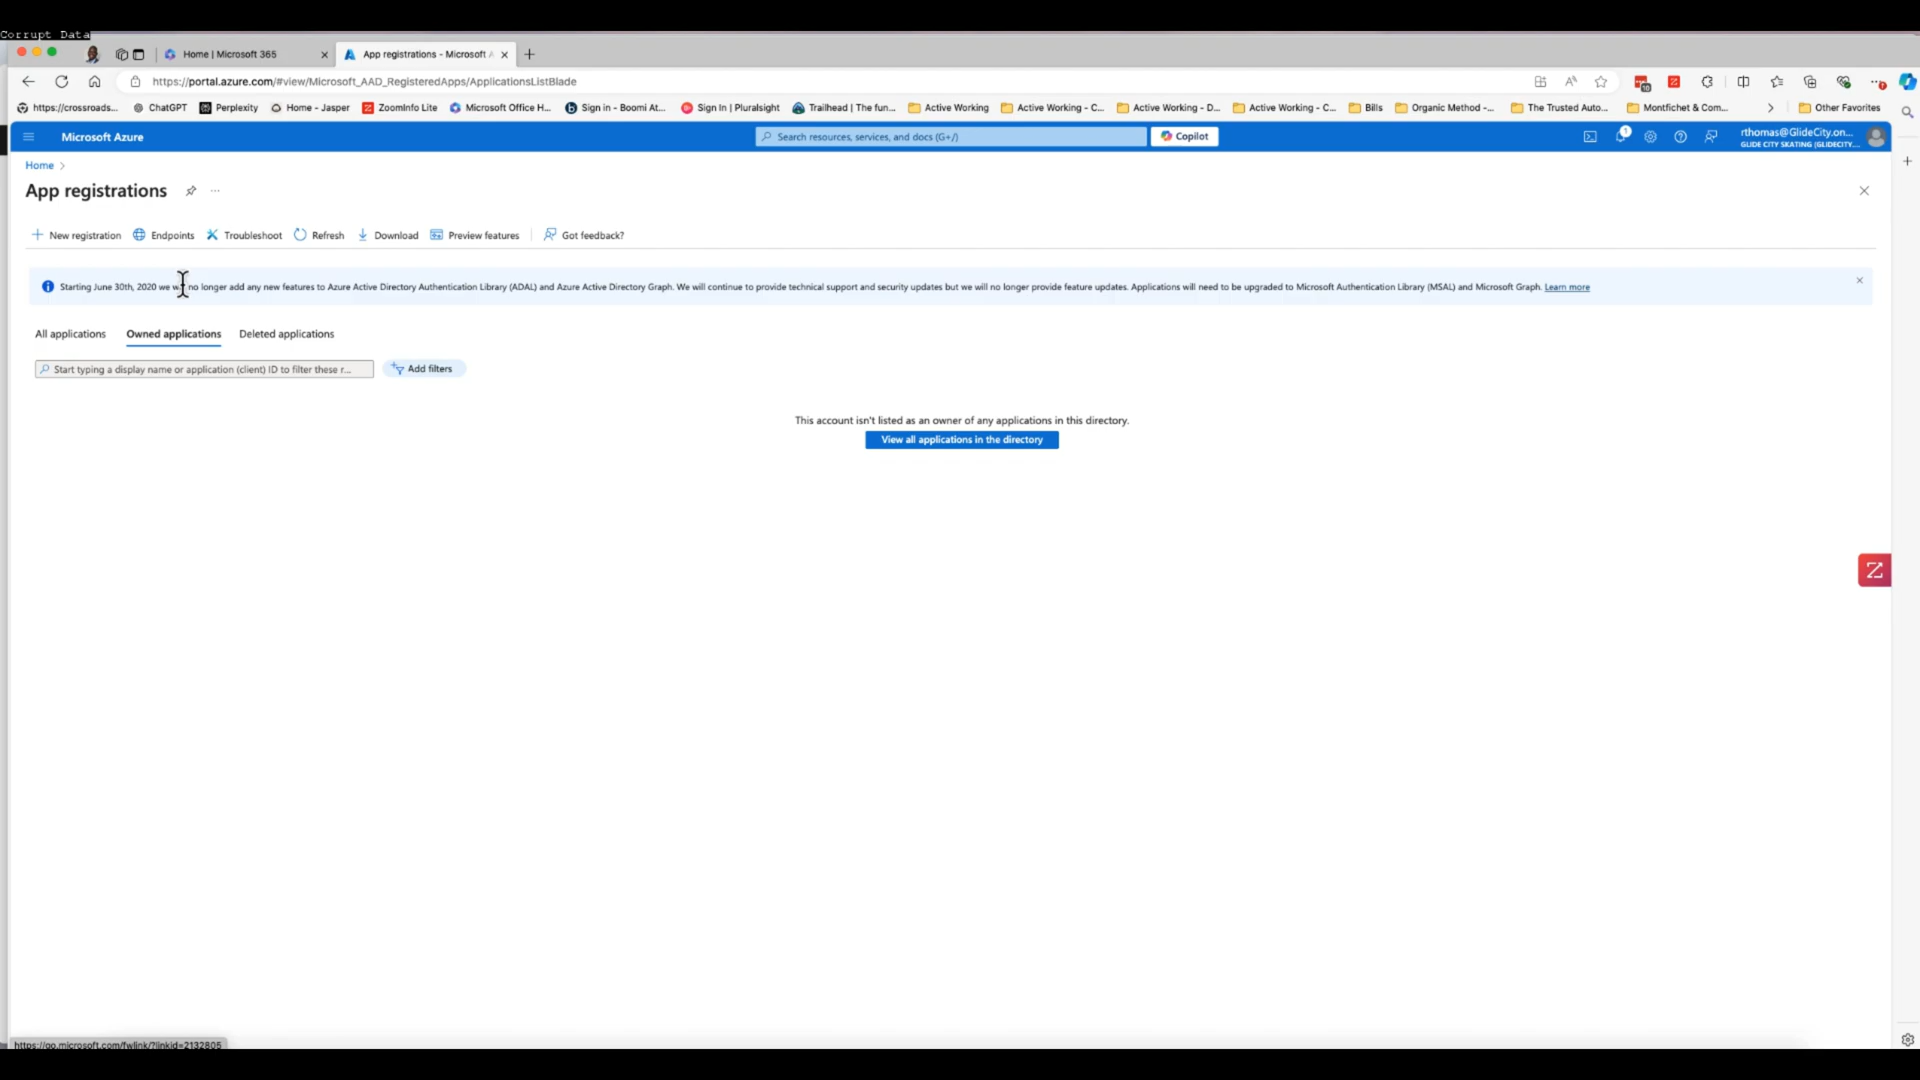 Corrupt Data
Home | Microsoft 365
App registrations - Microsoft A
https://portal.azure.com/#view/Microsoft_AAD_RegisteredApps/ApplicationsListBlade
https://crossroads...
ChatGPT
Perplexity
Home - Jasper
ZoomInfo Lite
Microsoft Office H...
Sign in - Boomi At...
Sign In | Pluralsight
Trailhead | The fun...
Active Working
Active Working - C...
Active Working - D...
Active Working - C...
Bills
Organic Method -...
The Trusted Auto...
Montfichet & Com...
Other Favorites
Microsoft Azure
Search resources, services, and docs (G+/)
Copilot
1
rthomas@GlideCity.on...
GLIDE CITY SKATING (GLIDECITY....
Home
App registrations
New registration
Endpoints
Troubleshoot
Refresh
Download
Preview features
Got feedback?
Starting June 30th, 2020 we no longer add any new features to Azure Active Directory Authentication Library (ADAL) and Azure Active Directory Graph. We will continue to provide technical support and security updates but we will no longer provide feature updates. Applications will need to be upgraded to Microsoft Authentication Library (MSAL) and Microsoft Graph. Learn more
All applications
Owned applications
Deleted applications
Start typing a display name or application (client) ID to filter these r...
Add filters
This account isn't listed as an owner of any applications in this directory.
View all applications in the directory
https://go.microsoft.com/fwlink/?linkid=2132805